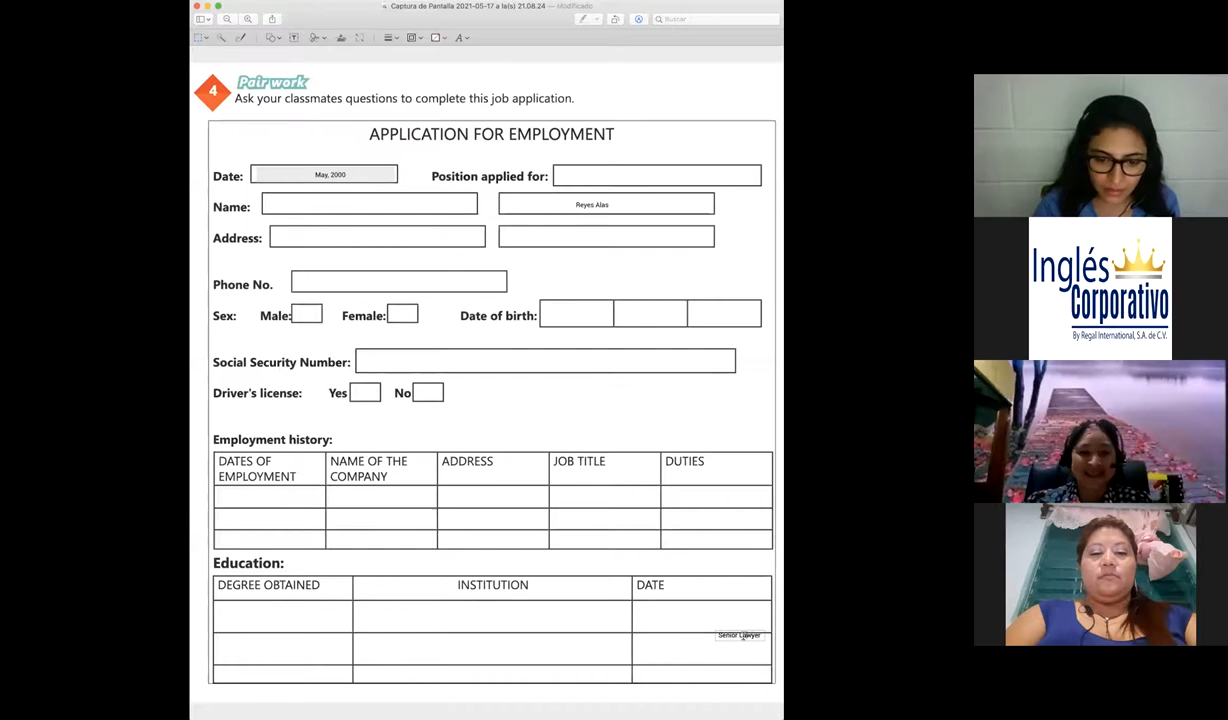 Captura de Pantalla 2021-05-17 a la(s) 21.08.24 — Modificado
Buscar
4
Pair work
Ask your classmates questions to complete this job application.
APPLICATION FOR EMPLOYMENT
Date: May, 2000 Position applied for:
Name: Reyes Alas
Address:
Phone No.
Sex: Male: Female: Date of birth:
Social Security Number:
Driver's license: Yes No
Employment history:
DATES OF EMPLOYMENT NAME OF THE COMPANY ADDRESS JOB TITLE DUTIES
Education:
DEGREE OBTAINED INSTITUTION DATE
Senior Lawyer
Inglés
Corporativo
By Regal International, S.A. de C.V.